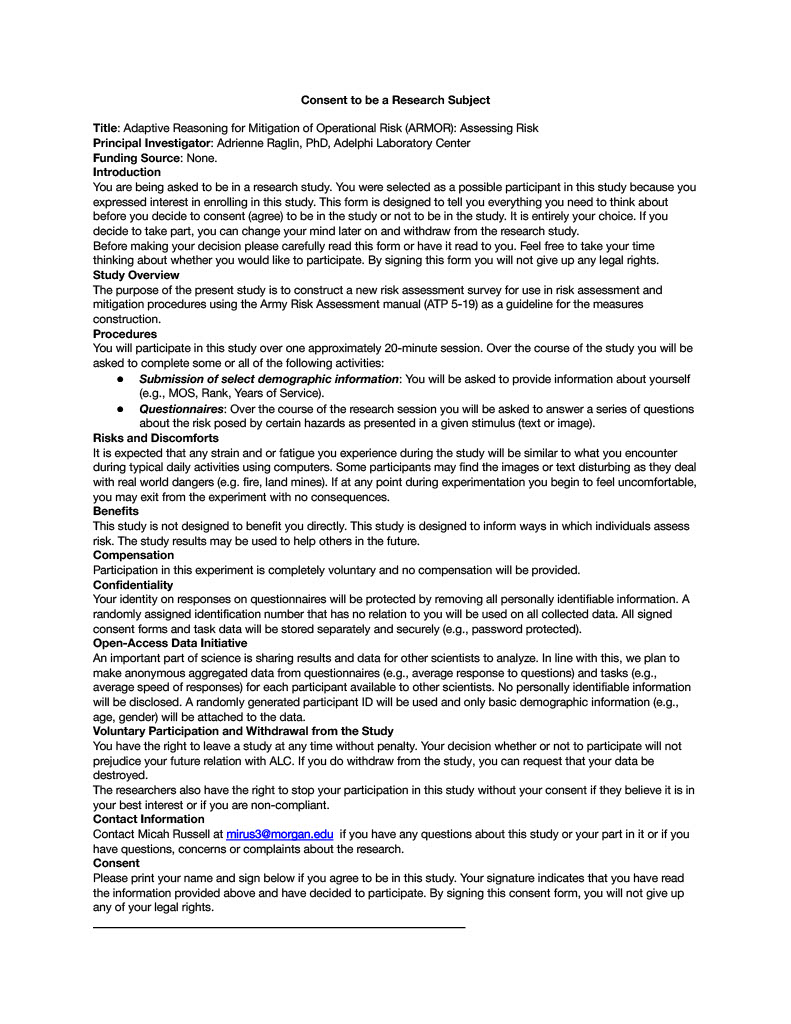 Consent to be a Research Subject
Title: Adaptive Reasoning for Mitigation of Operational Risk (ARMOR): Assessing Risk
Principal Investigator: Adrienne Raglin, PhD, Adelphi Laboratory Center
Funding Source: None.
Introduction
You are being asked to be in a research study. You were selected as a possible participant in this study because you
expressed interest in enrolling in this study. This form is designed to tell you everything you need to think about
before you decide to consent (agree) to be in the study or not to be in the study. It is entirely your choice. If you
decide to take part, you can change your mind later on and withdraw from the research study.
Before making your decision please carefully read this form or have it read to you. Feel free to take your time
thinking about whether you would like to participate. By signing this form you will not give up any legal rights.
Study Overview
The purpose of the present study is to construct a new risk assessment survey for use in risk assessment and
mitigation procedures using the Army Risk Assessment manual (ATP 5-19) as a guideline for the measures
construction.
Procedures
You will participate in this study over one approximately 20-minute session. Over the course of the study you will be
asked to complete some or all of the following activities:
● Submission of select demographic information: You will be asked to provide information about yourself
(e.g., MOS, Rank, Years of Service).
● Questionnaires: Over the course of the research session you will be asked to answer a series of questions
about the risk posed by certain hazards as presented in a given stimulus (text or image).
Risks and Discomforts
It is expected that any strain and or fatigue you experience during the study will be similar to what you encounter
during typical daily activities using computers. Some participants may find the images or text disturbing as they deal
with real world dangers (e.g. fire, land mines). If at any point during experimentation you begin to feel uncomfortable,
you may exit from the experiment with no consequences.
Benefits
This study is not designed to benefit you directly. This study is designed to inform ways in which individuals assess
risk. The study results may be used to help others in the future.
Compensation
Participation in this experiment is completely voluntary and no compensation will be provided.
Confidentiality
Your identity on responses on questionnaires will be protected by removing all personally identifiable information. A
randomly assigned identification number that has no relation to you will be used on all collected data. All signed
consent forms and task data will be stored separately and securely (e.g., password protected).
Open-Access Data Initiative
An important part of science is sharing results and data for other scientists to analyze. In line with this, we plan to
make anonymous aggregated data from questionnaires (e.g., average response to questions) and tasks (e.g.,
average speed of responses) for each participant available to other scientists. No personally identifiable information
will be disclosed. A randomly generated participant ID will be used and only basic demographic information (e.g.,
age, gender) will be attached to the data.
Voluntary Participation and Withdrawal from the Study
You have the right to leave a study at any time without penalty. Your decision whether or not to participate will not
prejudice your future relation with ALC. If you do withdraw from the study, you can request that your data be
destroyed.
The researchers also have the right to stop your participation in this study without your consent if they believe it is in
your best interest or if you are non-compliant.
Contact Information
Contact Micah Russell at mirus3@morgan.edu if you have any questions about this study or your part in it or if you
have questions, concerns or complaints about the research.
Consent
Please print your name and sign below if you agree to be in this study. Your signature indicates that you have read
the information provided above and have decided to participate. By signing this consent form, you will not give up
any of your legal rights.